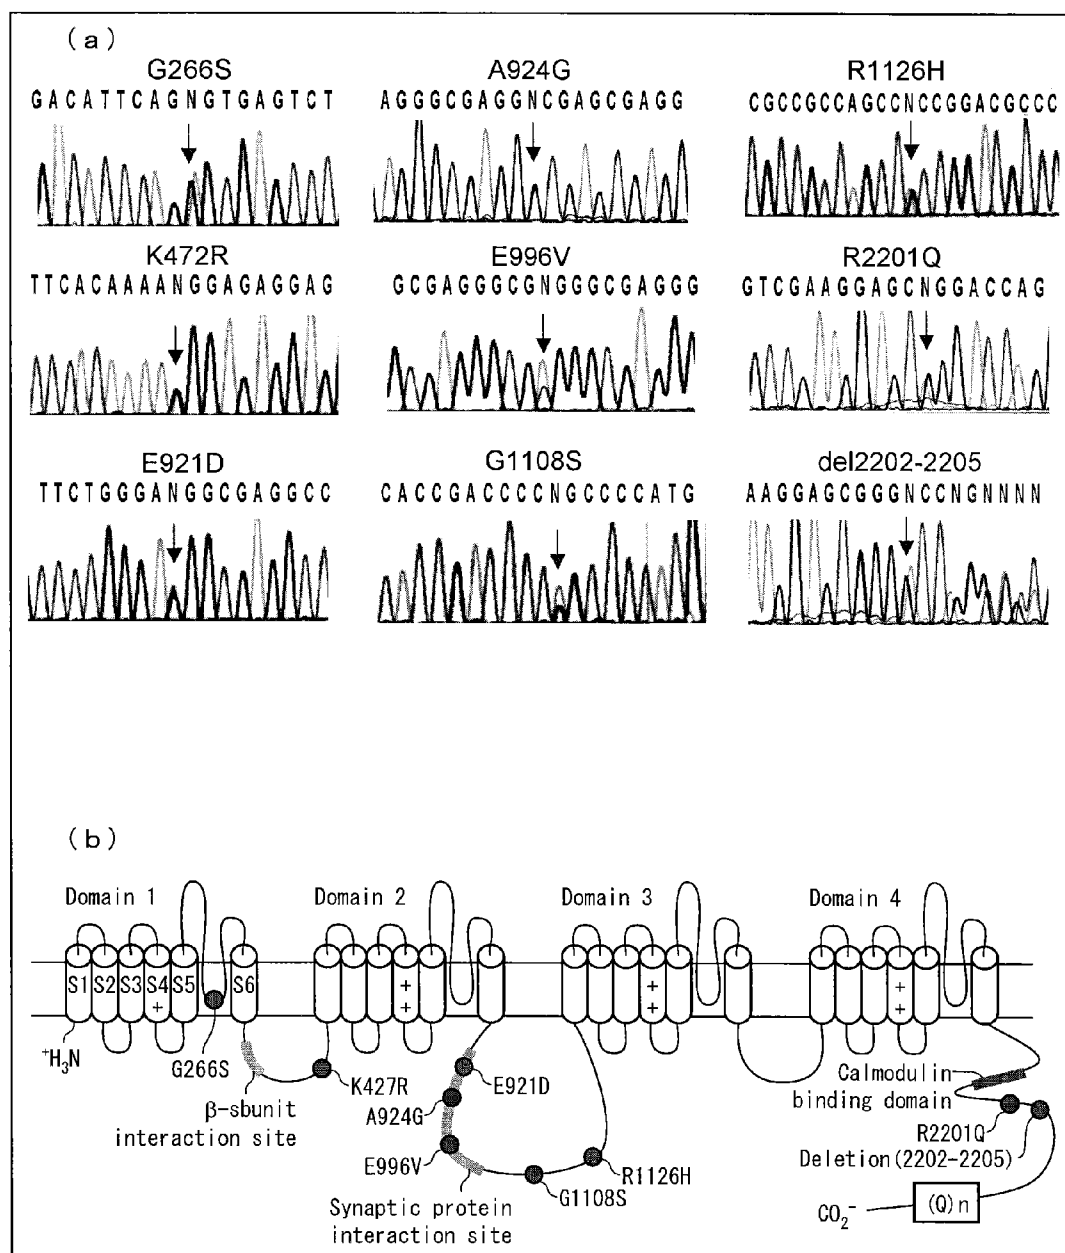 (a)
G266S
GACATTCAGNGTGAGTCT
A924G
AGGGCGAGGNCGAGCGAGG
R1126H
CGCCGCCAGCCNCCGGACGCCC
K472R
TTCACAAAANGGAGAGGAG
E996V
GCGAGGGCGNGGGCGAGGG
R2201Q
GTCGAAGGAGCNGGACCAG
E921D
TTCTGGGANGGCGAGGCC
G1108S
CACCGACCCCNGCCCCATG
del2202-2205
AAGGAGCGGGNCCNGNNNN
(b)
Domain 1
Domain 2
Domain 3
Domain 4
S1 S2 S3 S4 S5 S6
+
+
+
+
+
+
+
⁺H₃N
G266S
K427R
β-sbunit
interaction site
E921D
A924G
E996V
Synaptic protein
interaction site
G1108S
R1126H
Calmodulin
binding domain
R2201Q
Deletion(2202-2205)
CO₂⁻
(Q)n